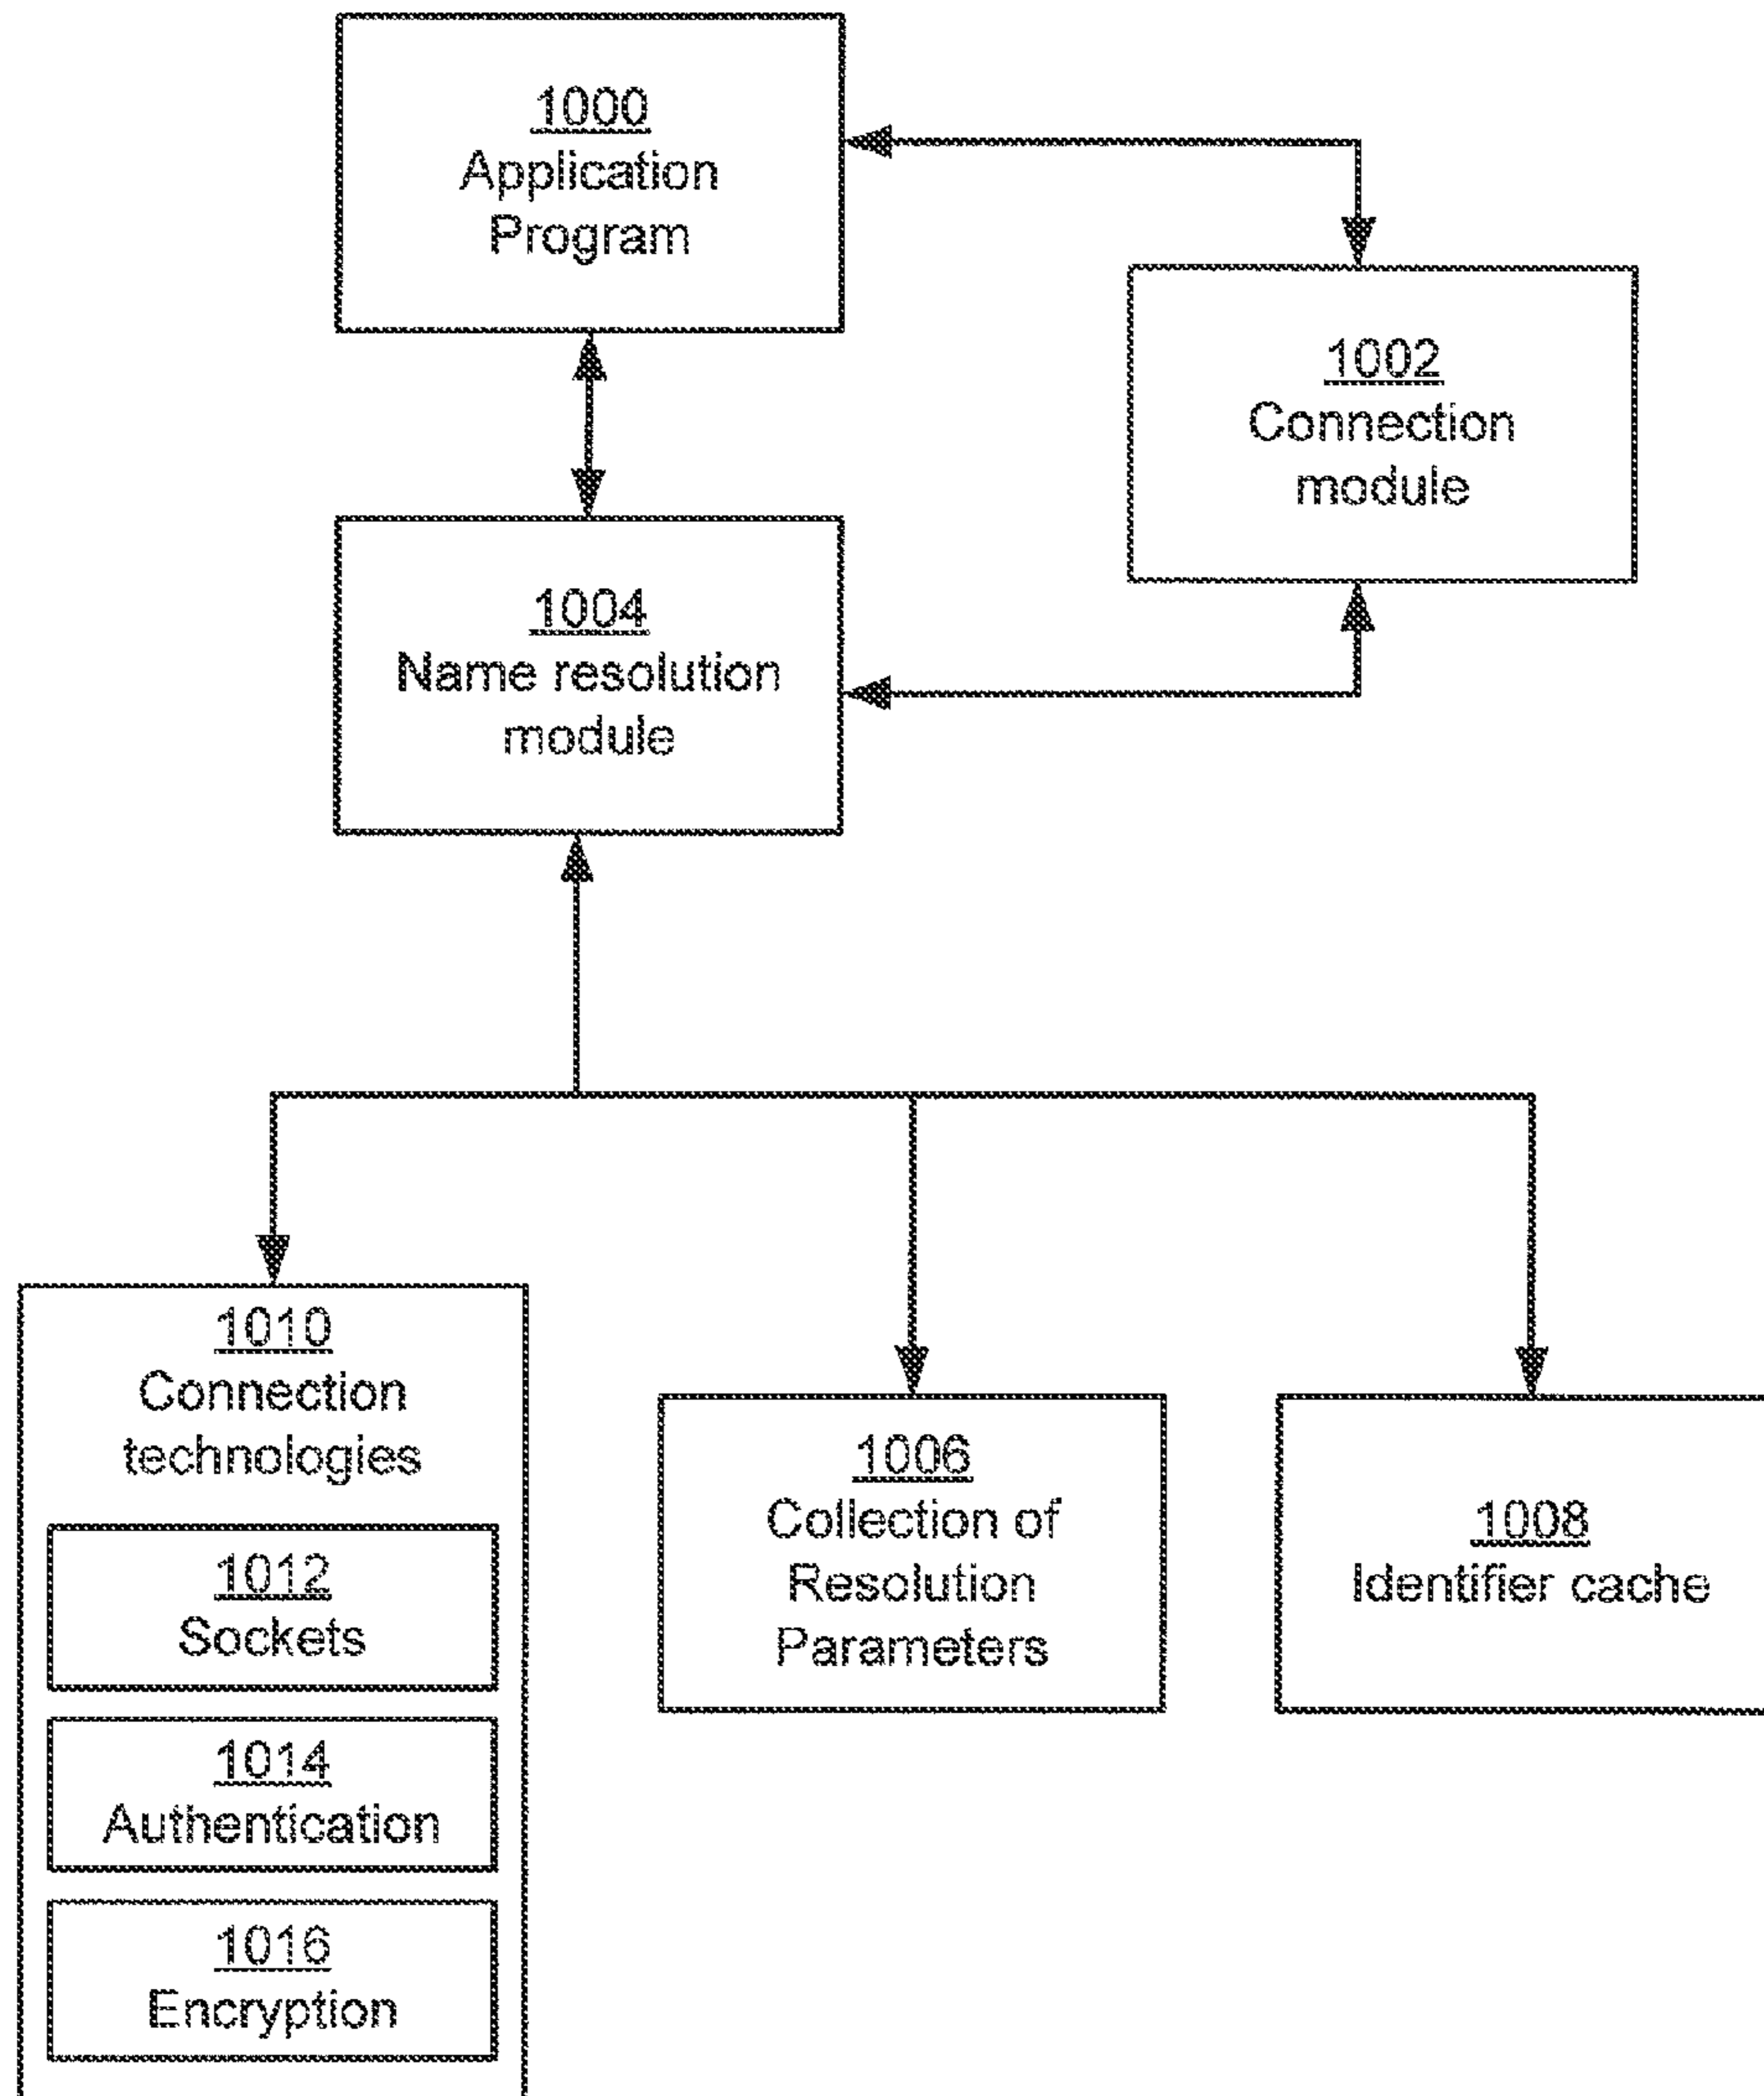 1000
Application
Program
1002
Connection
module
1004
Name resolution
module
1010
Connection
technologies
1012
Sockets
1014
Authentication
1016
Encryption
1006
Collection of
Resolution
Parameters
1008
Identifier cache